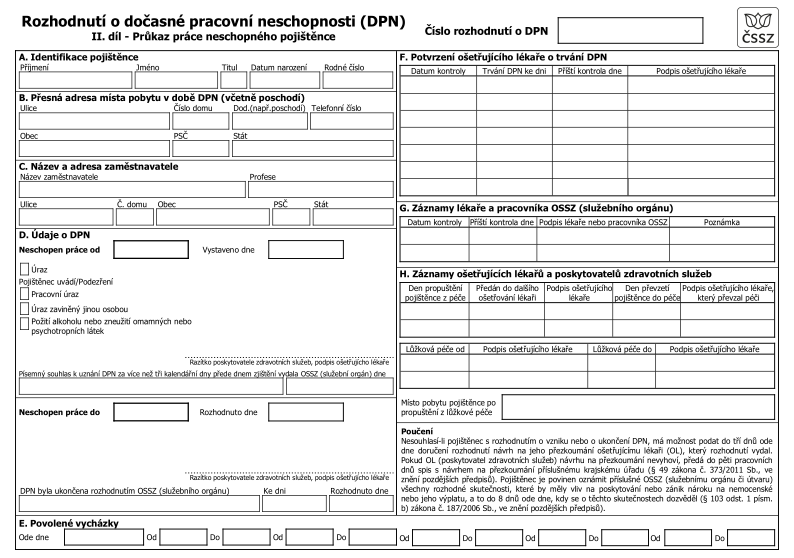 Rozhodnutí o dočasné pracovní neschopnosti (DPN)
II. díl - Průkaz práce neschopného pojištěnce
Číslo rozhodnutí o DPN
ČSSZ
A. Identifikace pojištěnce
Příjmení Jméno Titul Datum narození Rodné číslo
B. Přesná adresa místa pobytu v době DPN (včetně poschodí)
Ulice Číslo domu Dod.(např.poschodí) Telefonní číslo
Obec PSČ Stát
C. Název a adresa zaměstnavatele
Název zaměstnavatele Profese
Ulice Č. domu Obec PSČ Stát
D. Údaje o DPN
Neschopen práce od Vystaveno dne
Úraz
Pojištěnec uvádí/Podezření
Pracovní úraz
Úraz zaviněný jinou osobou
Požití alkoholu nebo zneužití omamných nebo
psychotropních látek
Razítko poskytovatele zdravotních služeb, podpis ošetřujícího lékaře
Písemný souhlas k uznání DPN za více než tři kalendářní dny přede dnem zjištění vydala OSSZ (služební orgán) dne
Neschopen práce do Rozhodnuto dne
Razítko poskytovatele zdravotních služeb, podpis ošetřujícího lékaře
DPN byla ukončena rozhodnutím OSSZ (služebního orgánu) Ke dni Rozhodnuto dne
E. Povolené vycházky
Ode dne Od Do Od Do Od Do Od Do Od Do
F. Potvrzení ošetřujícího lékaře o trvání DPN
Datum kontroly Trvání DPN ke dni Příští kontrola dne Podpis ošetřujícího lékaře
G. Záznamy lékaře a pracovníka OSSZ (služebního orgánu)
Datum kontroly Příští kontrola dne Podpis lékaře nebo pracovníka OSSZ Poznámka
H. Záznamy ošetřujících lékařů a poskytovatelů zdravotních služeb
Den propuštění Předán do dalšího Podpis ošetřujícího Den převzetí Podpis ošetřujícího lékaře,
pojištěnce z péče ošetřování lékaři lékaře pojištěnce do péče který převzal péči
Lůžková péče od Podpis ošetřujícího lékaře Lůžková péče do Podpis ošetřujícího lékaře
Místo pobytu pojištěnce po
propuštění z lůžkové péče
Poučení
Nesouhlasí-li pojištěnec s rozhodnutím o vzniku nebo o ukončení DPN, má možnost podat do tří dnů ode
dne doručení rozhodnutí návrh na jeho přezkoumání ošetřujícímu lékaři (OL), který rozhodnutí vydal.
Pokud OL (poskytovatel zdravotních služeb) návrhu na přezkoumání nevyhoví, předá do pěti pracovních
dnů spis s návrhem na přezkoumání příslušnému krajskému úřadu (§ 49 zákona č. 373/2011 Sb., ve
znění pozdějších předpisů). Pojištěnec je povinen oznámit příslušné OSSZ (služebnímu orgánu či útvaru)
všechny rozhodné skutečnosti, které by měly vliv na poskytování nebo zánik nároku na nemocenské
nebo jeho výplatu, a to do 8 dnů ode dne, kdy se o těchto skutečnostech dozvěděl (§ 103 odst. 1 písm.
b) zákona č. 187/2006 Sb., ve znění pozdějších předpisů).